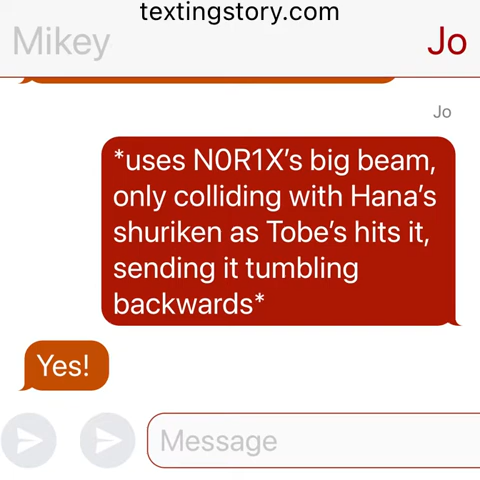 textingstory.com
Mikey
Jo
Jo
*uses N0R1X’s big beam,
only colliding with Hana’s
shuriken as Tobe’s hits it,
sending it tumbling
backwards*
Yes!
Message